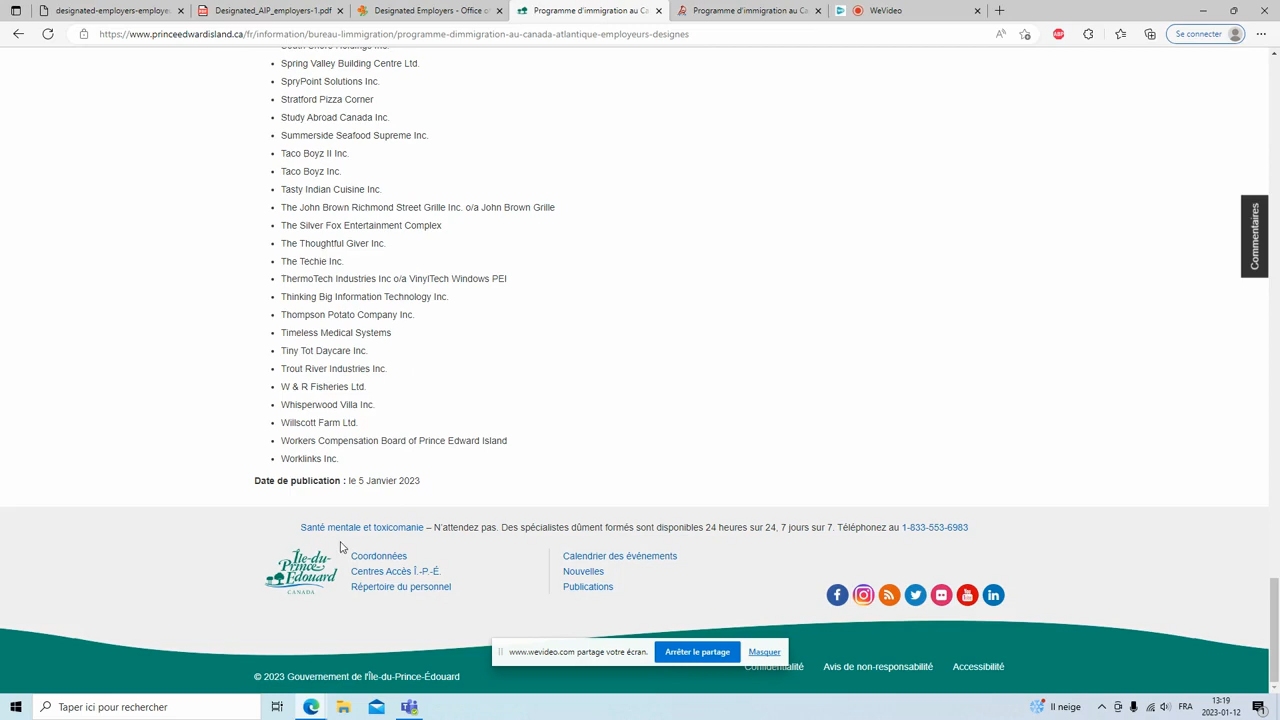 designed-employers-employers
Designed_AIP_employers-1.pdf
Designers-Employers - Office o
Programme d'immigration au Ca
Programme d'immigration au C
WeVideo
https://www.princeedwardisland.ca/fr/information/bureau-limmigration/programme-dimmigration-au-canada-atlantique-employeurs-designes
Se connecter
South Shore Holdings Inc.
Spring Valley Building Centre Ltd.
SpryPoint Solutions Inc.
Stratford Pizza Corner
Study Abroad Canada Inc.
Summerside Seafood Supreme Inc.
Taco Boyz II Inc.
Taco Boyz Inc.
Tasty Indian Cuisine Inc.
The John Brown Richmond Street Grille Inc. o/a John Brown Grille
The Silver Fox Entertainment Complex
The Thoughtful Giver Inc.
The Techie Inc.
ThermoTech Industries Inc o/a VinylTech Windows PEI
Thinking Big Information Technology Inc.
Thompson Potato Company Inc.
Timeless Medical Systems
Tiny Tot Daycare Inc.
Trout River Industries Inc.
W & R Fisheries Ltd.
Whisperwood Villa Inc.
Willscott Farm Ltd.
Workers Compensation Board of Prince Edward Island
Worklinks Inc.
Date de publication : le 5 Janvier 2023
Commentaires
Santé mentale et toxicomanie – N'attendez pas. Des spécialistes dûment formés sont disponibles 24 heures sur 24, 7 jours sur 7. Téléphonez au 1-833-553-6983
Île-du-
Prince
Édouard
CANADA
Coordonnées
Centres Accès Î.-P.-É.
Répertoire du personnel
Calendrier des événements
Nouvelles
Publications
www.wevideo.com partage votre écran.
Arrêter le partage
Masquer
© 2023 Gouvernement de l'Île-du-Prince-Édouard
Confidentialité
Avis de non-responsabilité
Accessibilité
Taper ici pour rechercher
Il neige
FRA
13:19
2023-01-12